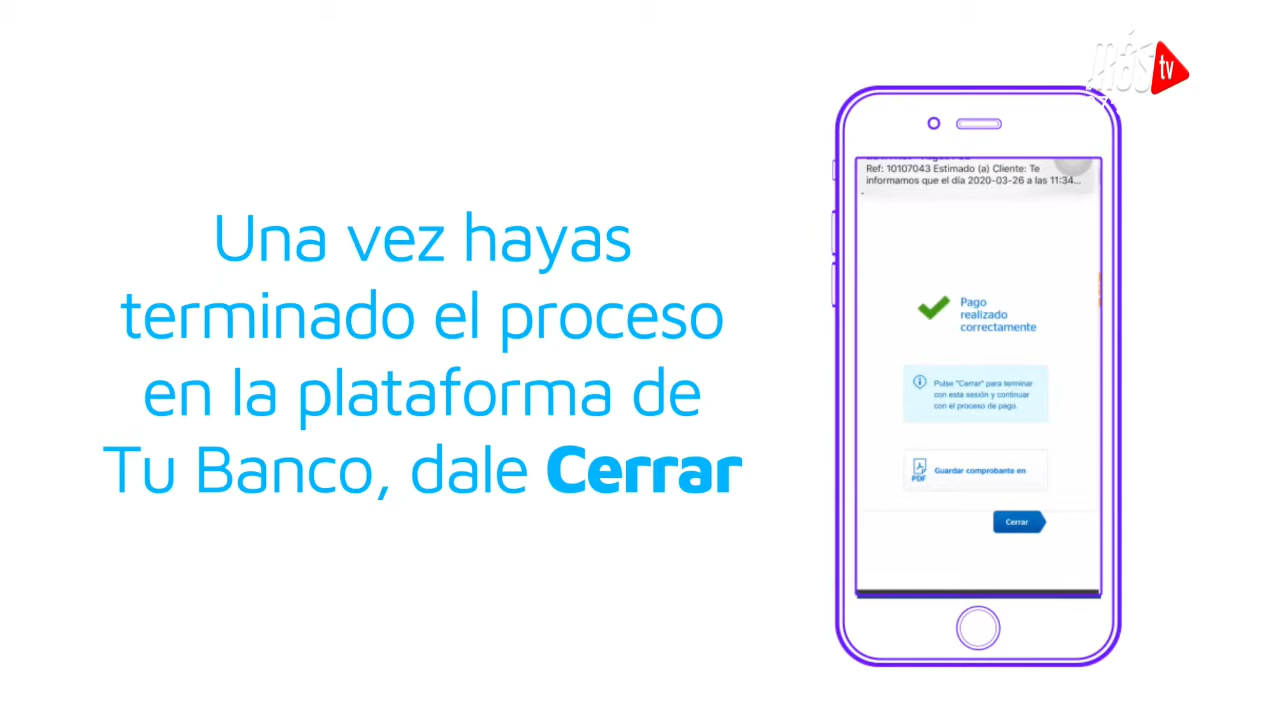 Una vez hayas
terminado el proceso
en la plataforma de
Tu Banco, dale Cerrar
tv
Ref: 10107043 Estimado (a) Cliente: Te
informamos que el día 2020-03-26 a las 11:34...
Pago
realizado
correctamente
Pulse "Cerrar" para terminar
con esta sesión y continuar
con el proceso de pago.
PDF
Guardar comprobante en
Cerrar